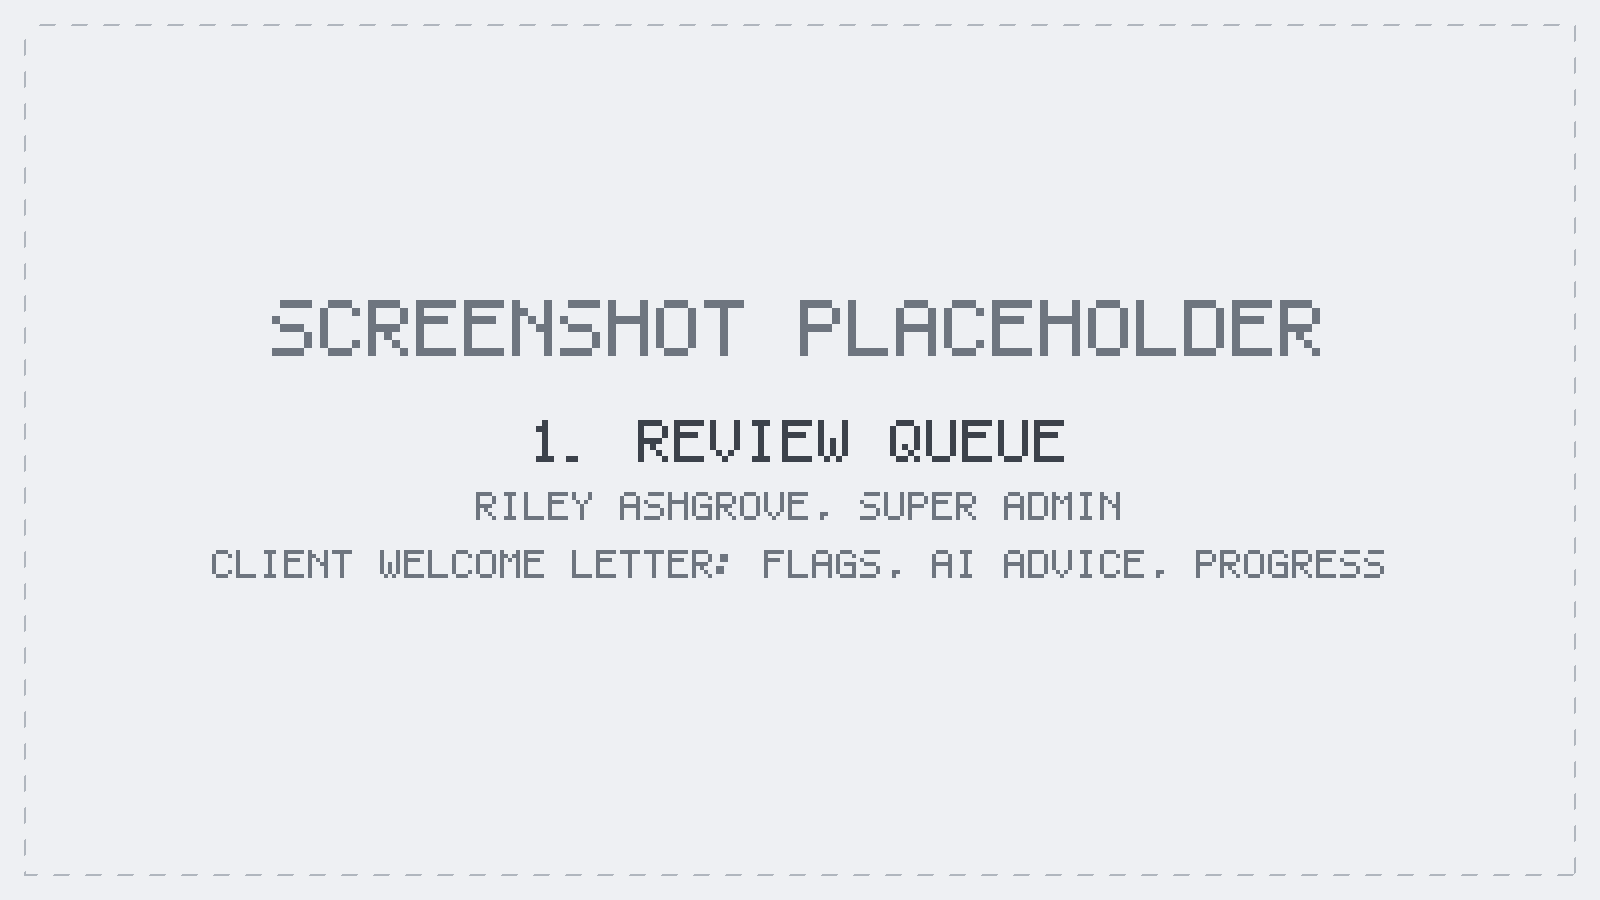 SCREENSHOT PLACEHOLDER
1. REVIEW QUEUE
RILEY ASHGROVE, SUPER ADMIN
CLIENT WELCOME LETTER: FLAGS, AI ADVICE, PROGRESS